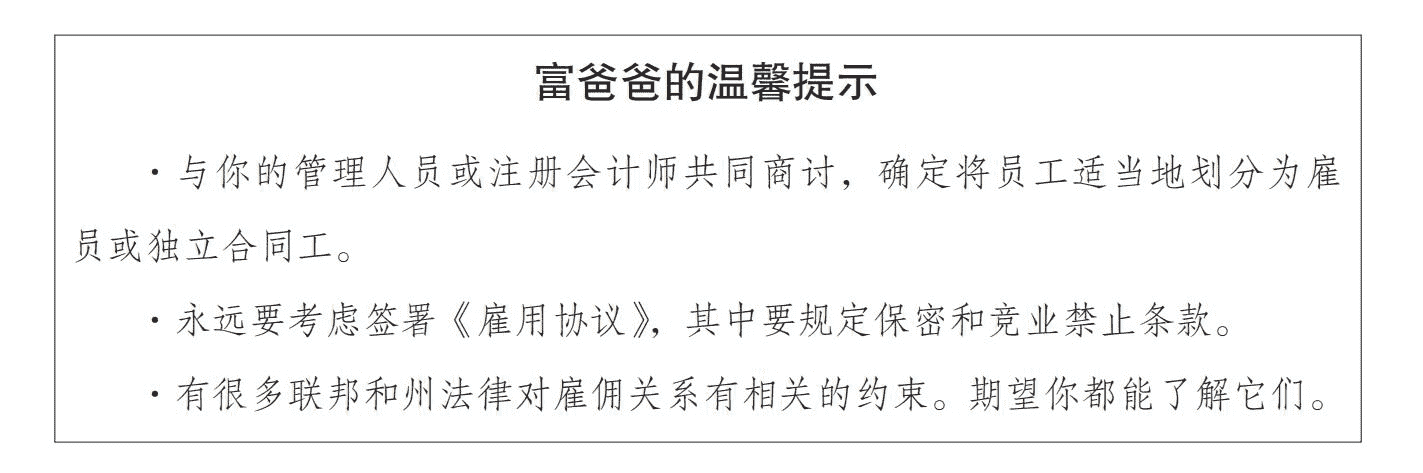 富爸爸的温馨提示
·与你的管理人员或注册会计师共同商讨，确定将员工适当地划分为雇
员或独立合同工。
·永远要考虑签署《雇用协议》，其中要规定保密和竞业禁止条款。
·有很多联邦和州法律对雇佣关系有相关的约束。期望你都能了解它们。